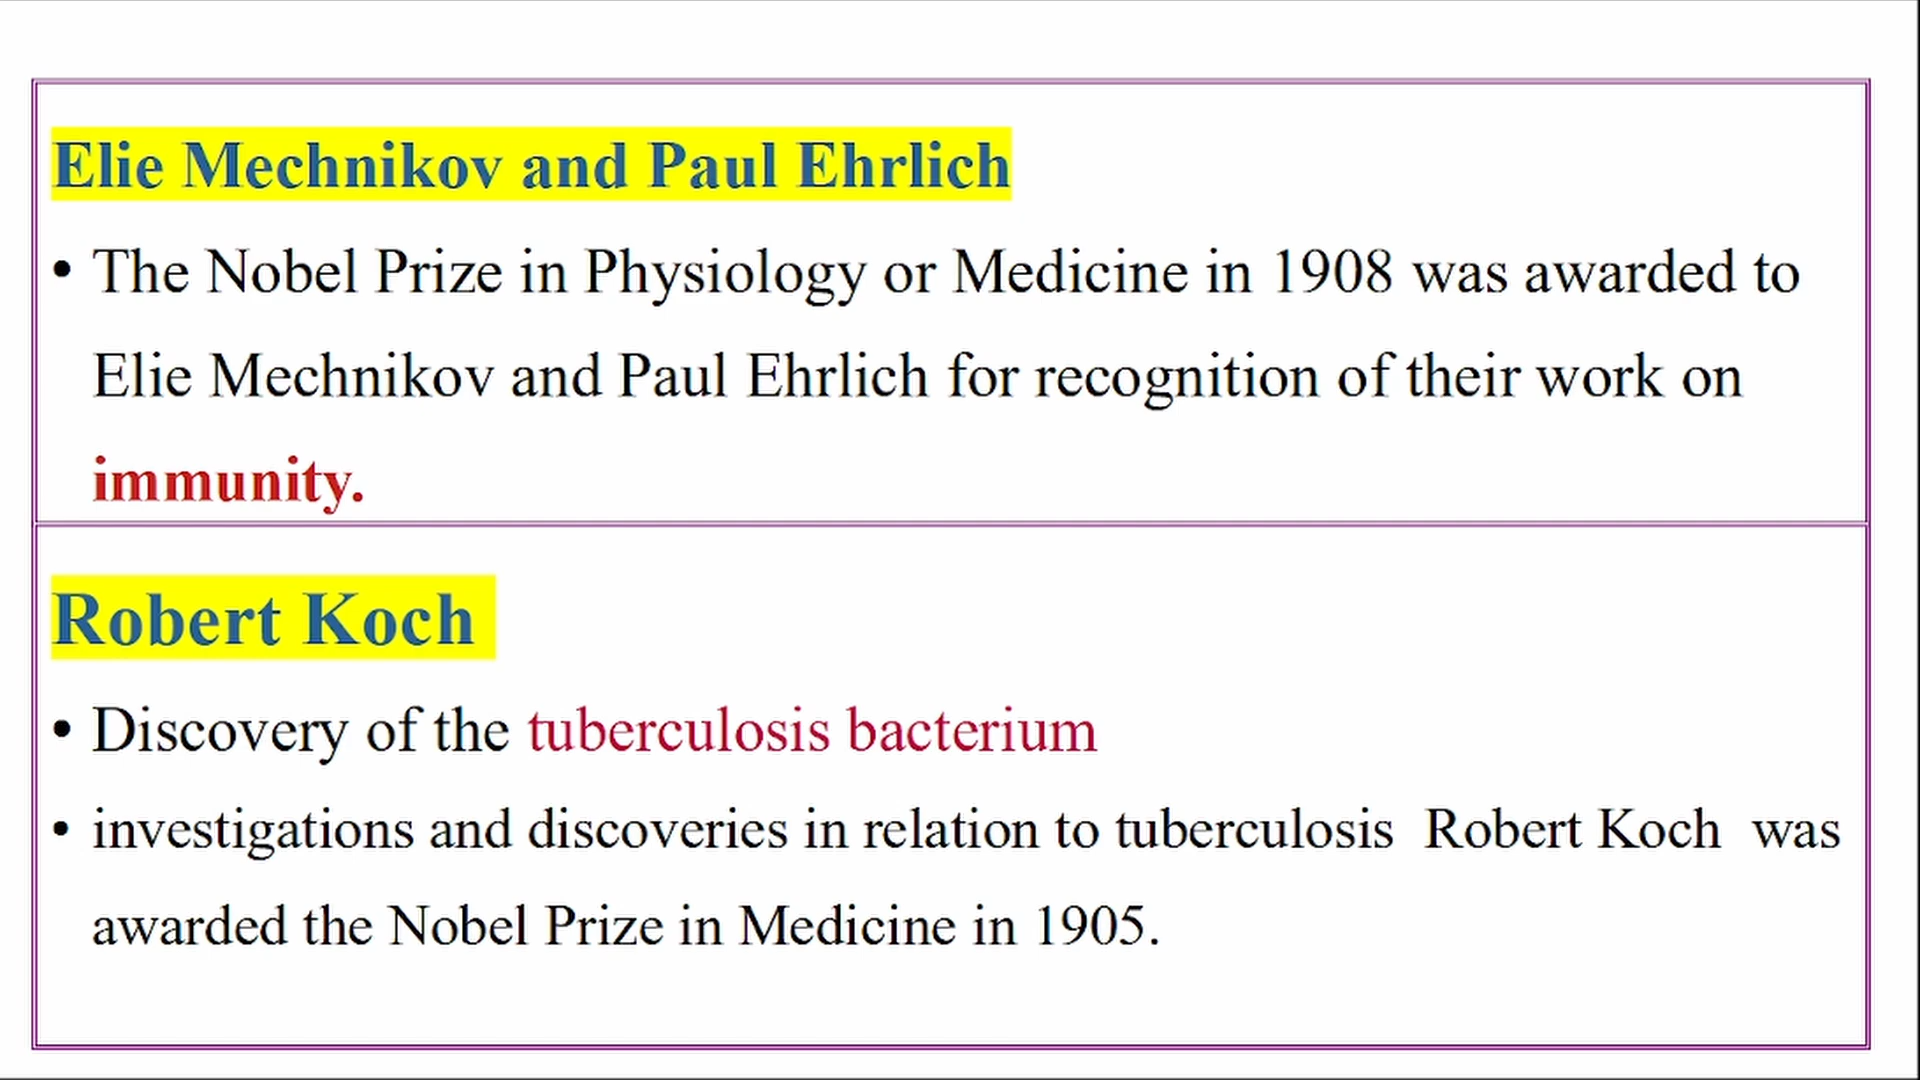 Elie Mechnikov and Paul Ehrlich
• The Nobel Prize in Physiology or Medicine in 1908 was awarded to
Elie Mechnikov and Paul Ehrlich for recognition of their work on
immunity.
Robert Koch
• Discovery of the tuberculosis bacterium
• investigations and discoveries in relation to tuberculosis  Robert Koch  was
awarded the Nobel Prize in Medicine in 1905.